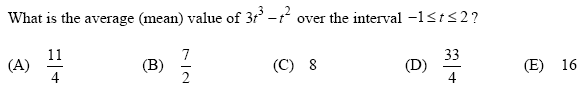 What is the average (mean) value of 3t³ − t² over the interval −1 ≤ t ≤ 2?
(A) 11/4 (B) 7/2 (C) 8 (D) 33/4 (E) 16